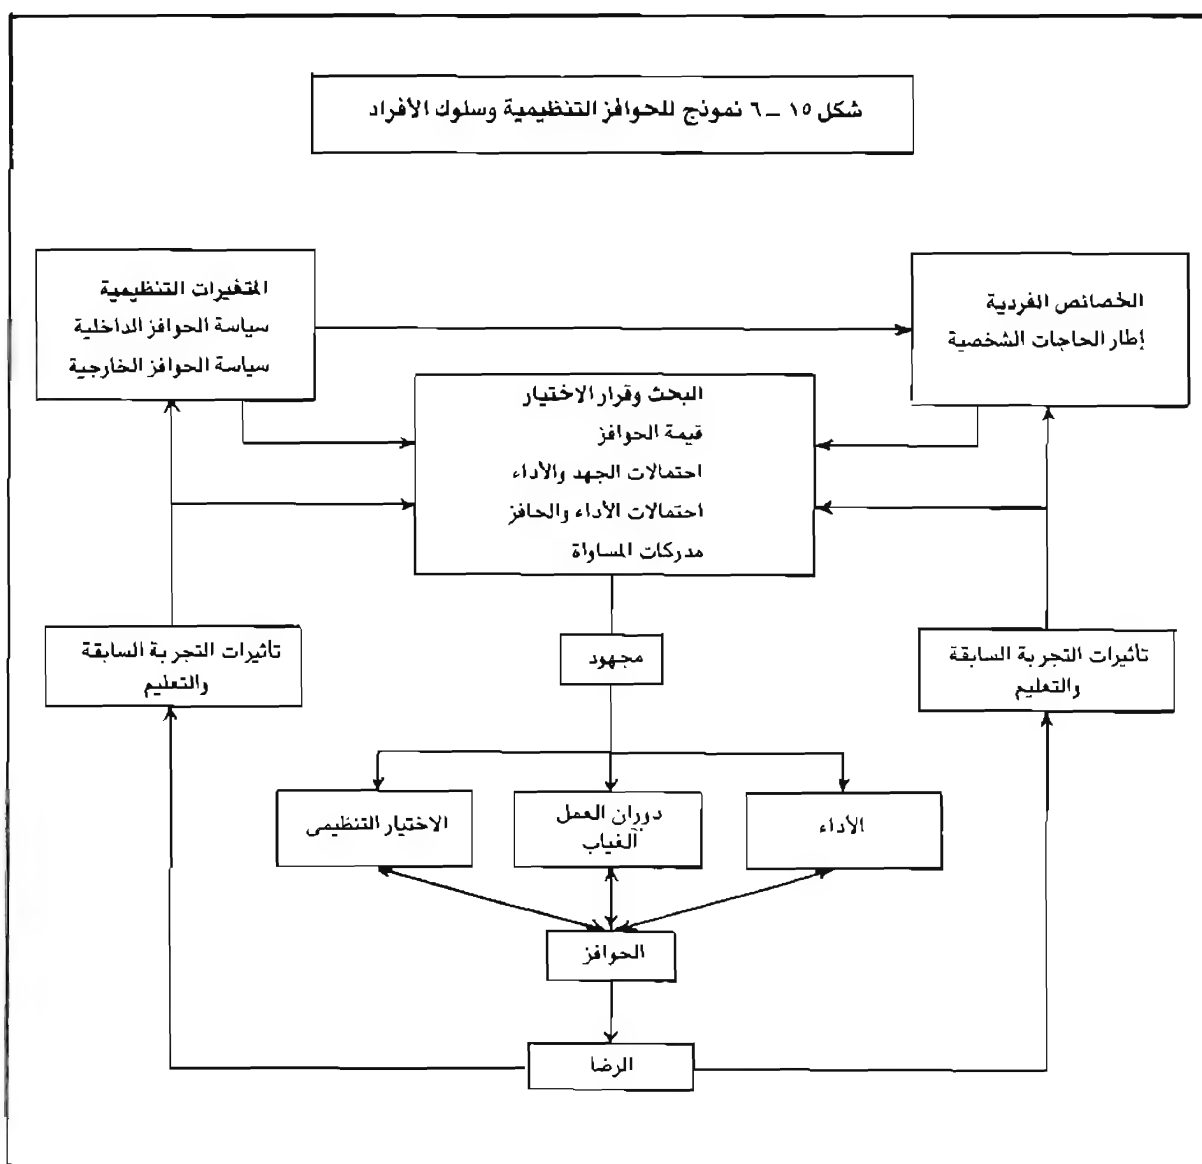 شكل ١٥ – ٦ نموذج للحوافز التنظيمية وسلوك الأفراد
الخصائص الفردية
إطار الحاجات الشخصية
المتغيرات التنظيمية
سياسة الحوافز الداخلية
سياسة الحوافز الخارجية
البحث وقرار الاختيار
قيمة الحوافز
احتمالات الجهد والأداء
احتمالات الأداء والحافز
مدركات المساواة
تأثيرات التجربة السابقة
والتعليم
مجهود
تأثيرات التجربة السابقة
والتعليم
الأداء
دوران العمل
الغياب
الاختيار التنظيمى
الحوافز
الرضا